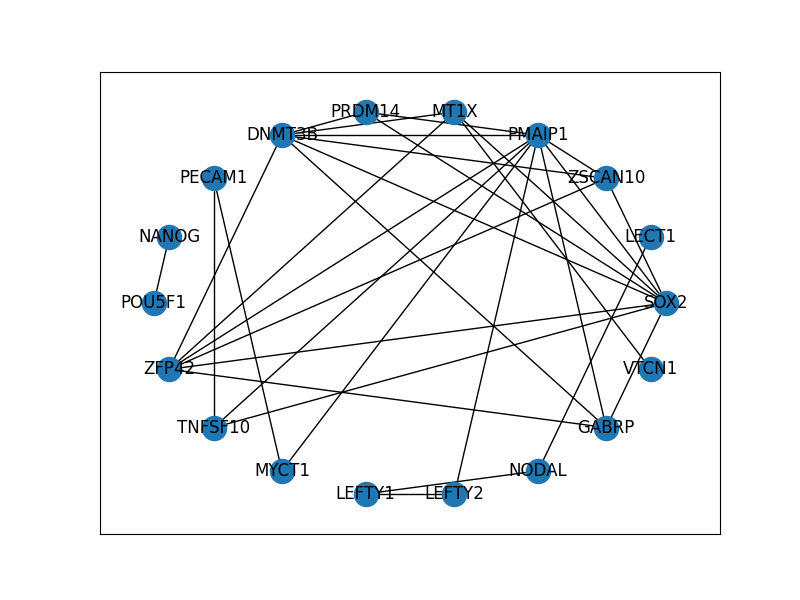 PRDM14
MT1X
DNMT3B
PMAIP1
PECAM1
ZSCAN10
NANOG
LECT1
POU5F1
SOX2
ZFP42
VTCN1
TNFSF10
GABRP
MYCT1
NODAL
LEFTY1
LEFTY2